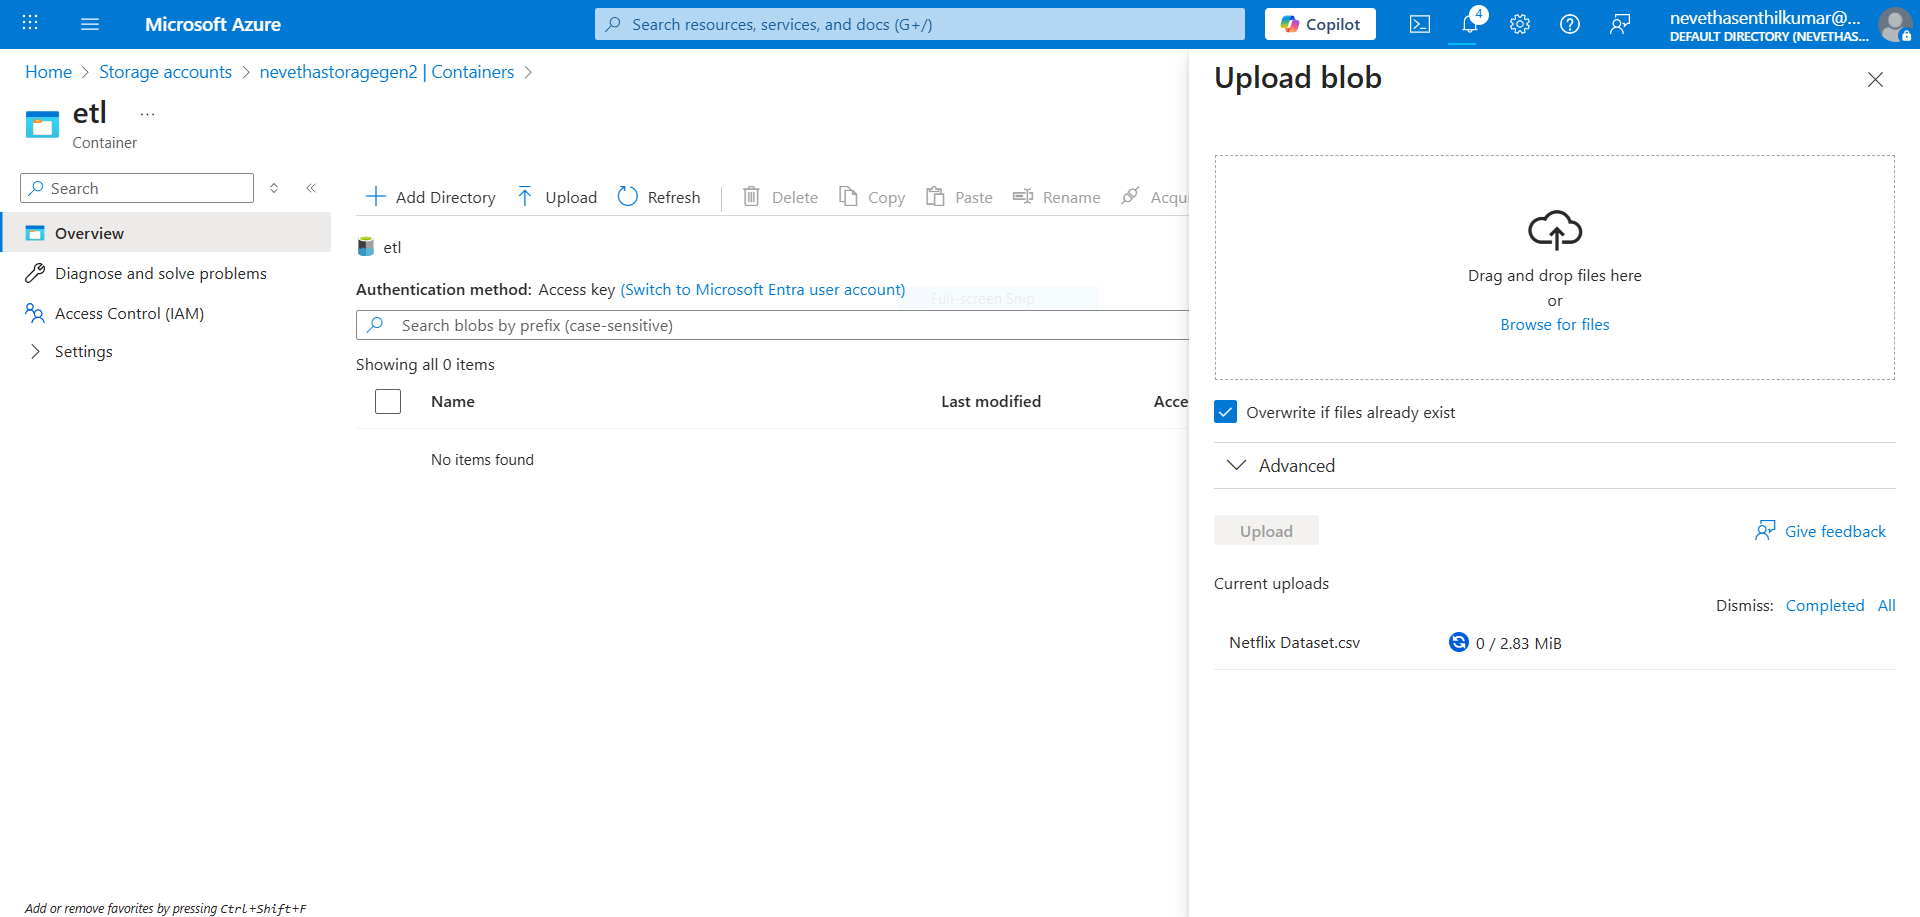 Microsoft Azure
Search resources, services, and docs (G+/)
Copilot
4
nevethasenthilkumar@...
DEFAULT DIRECTORY (NEVETHAS...
Home > Storage accounts > nevethastoragegen2 | Containers >
etl ...
Container
Search
Overview
Diagnose and solve problems
Access Control (IAM)
Settings
Add Directory Upload Refresh Delete Copy Paste Rename Acqui
etl
Authentication method: Access key (Switch to Microsoft Entra user account)
Full-screen Snip
Search blobs by prefix (case-sensitive)
Showing all 0 items
Name Last modified Acce
No items found
Upload blob
Drag and drop files here
or
Browse for files
Overwrite if files already exist
Advanced
Upload
Give feedback
Current uploads
Dismiss: Completed All
Netflix Dataset.csv 0 / 2.83 MiB
Add or remove favorites by pressing Ctrl+Shift+F